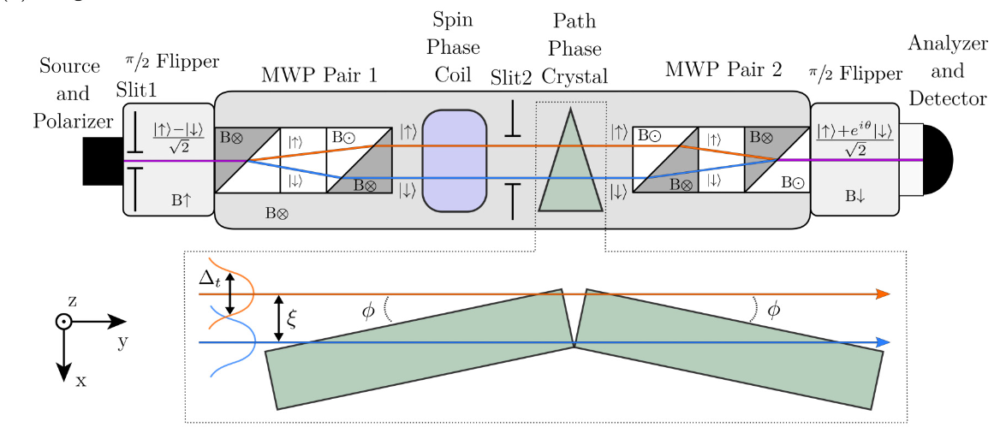 Source
and
Polarizer
π/2 Flipper
Slit1
MWP Pair 1
Spin
Phase
Coil
Slit2
Path
Phase
Crystal
MWP Pair 2
π/2 Flipper
Analyzer
and
Detector
|↑⟩−|↓⟩
√2
B↑
B⊗
|↑⟩
B⊙
|↓⟩
B⊗
B⊗
|↑⟩
|↓⟩
|↑⟩
|↓⟩
B⊙
B⊗
|↑⟩
|↓⟩
B⊗
B⊙
|↑⟩+e^{iθ}|↓⟩
√2
B↓
Δ_t
ξ
ϕ
ϕ
z
y
x